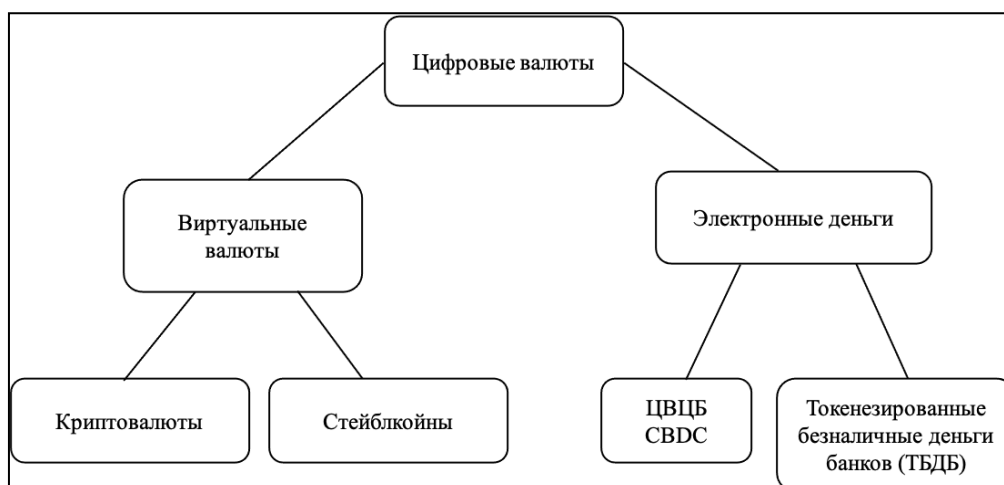 Цифровые валюты
Виртуальные
валюты
Электронные деньги
Криптовалюты
Стейблкойны
ЦВЦБ
CBDC
Токенезированные
безналичные деньги
банков (ТБДБ)